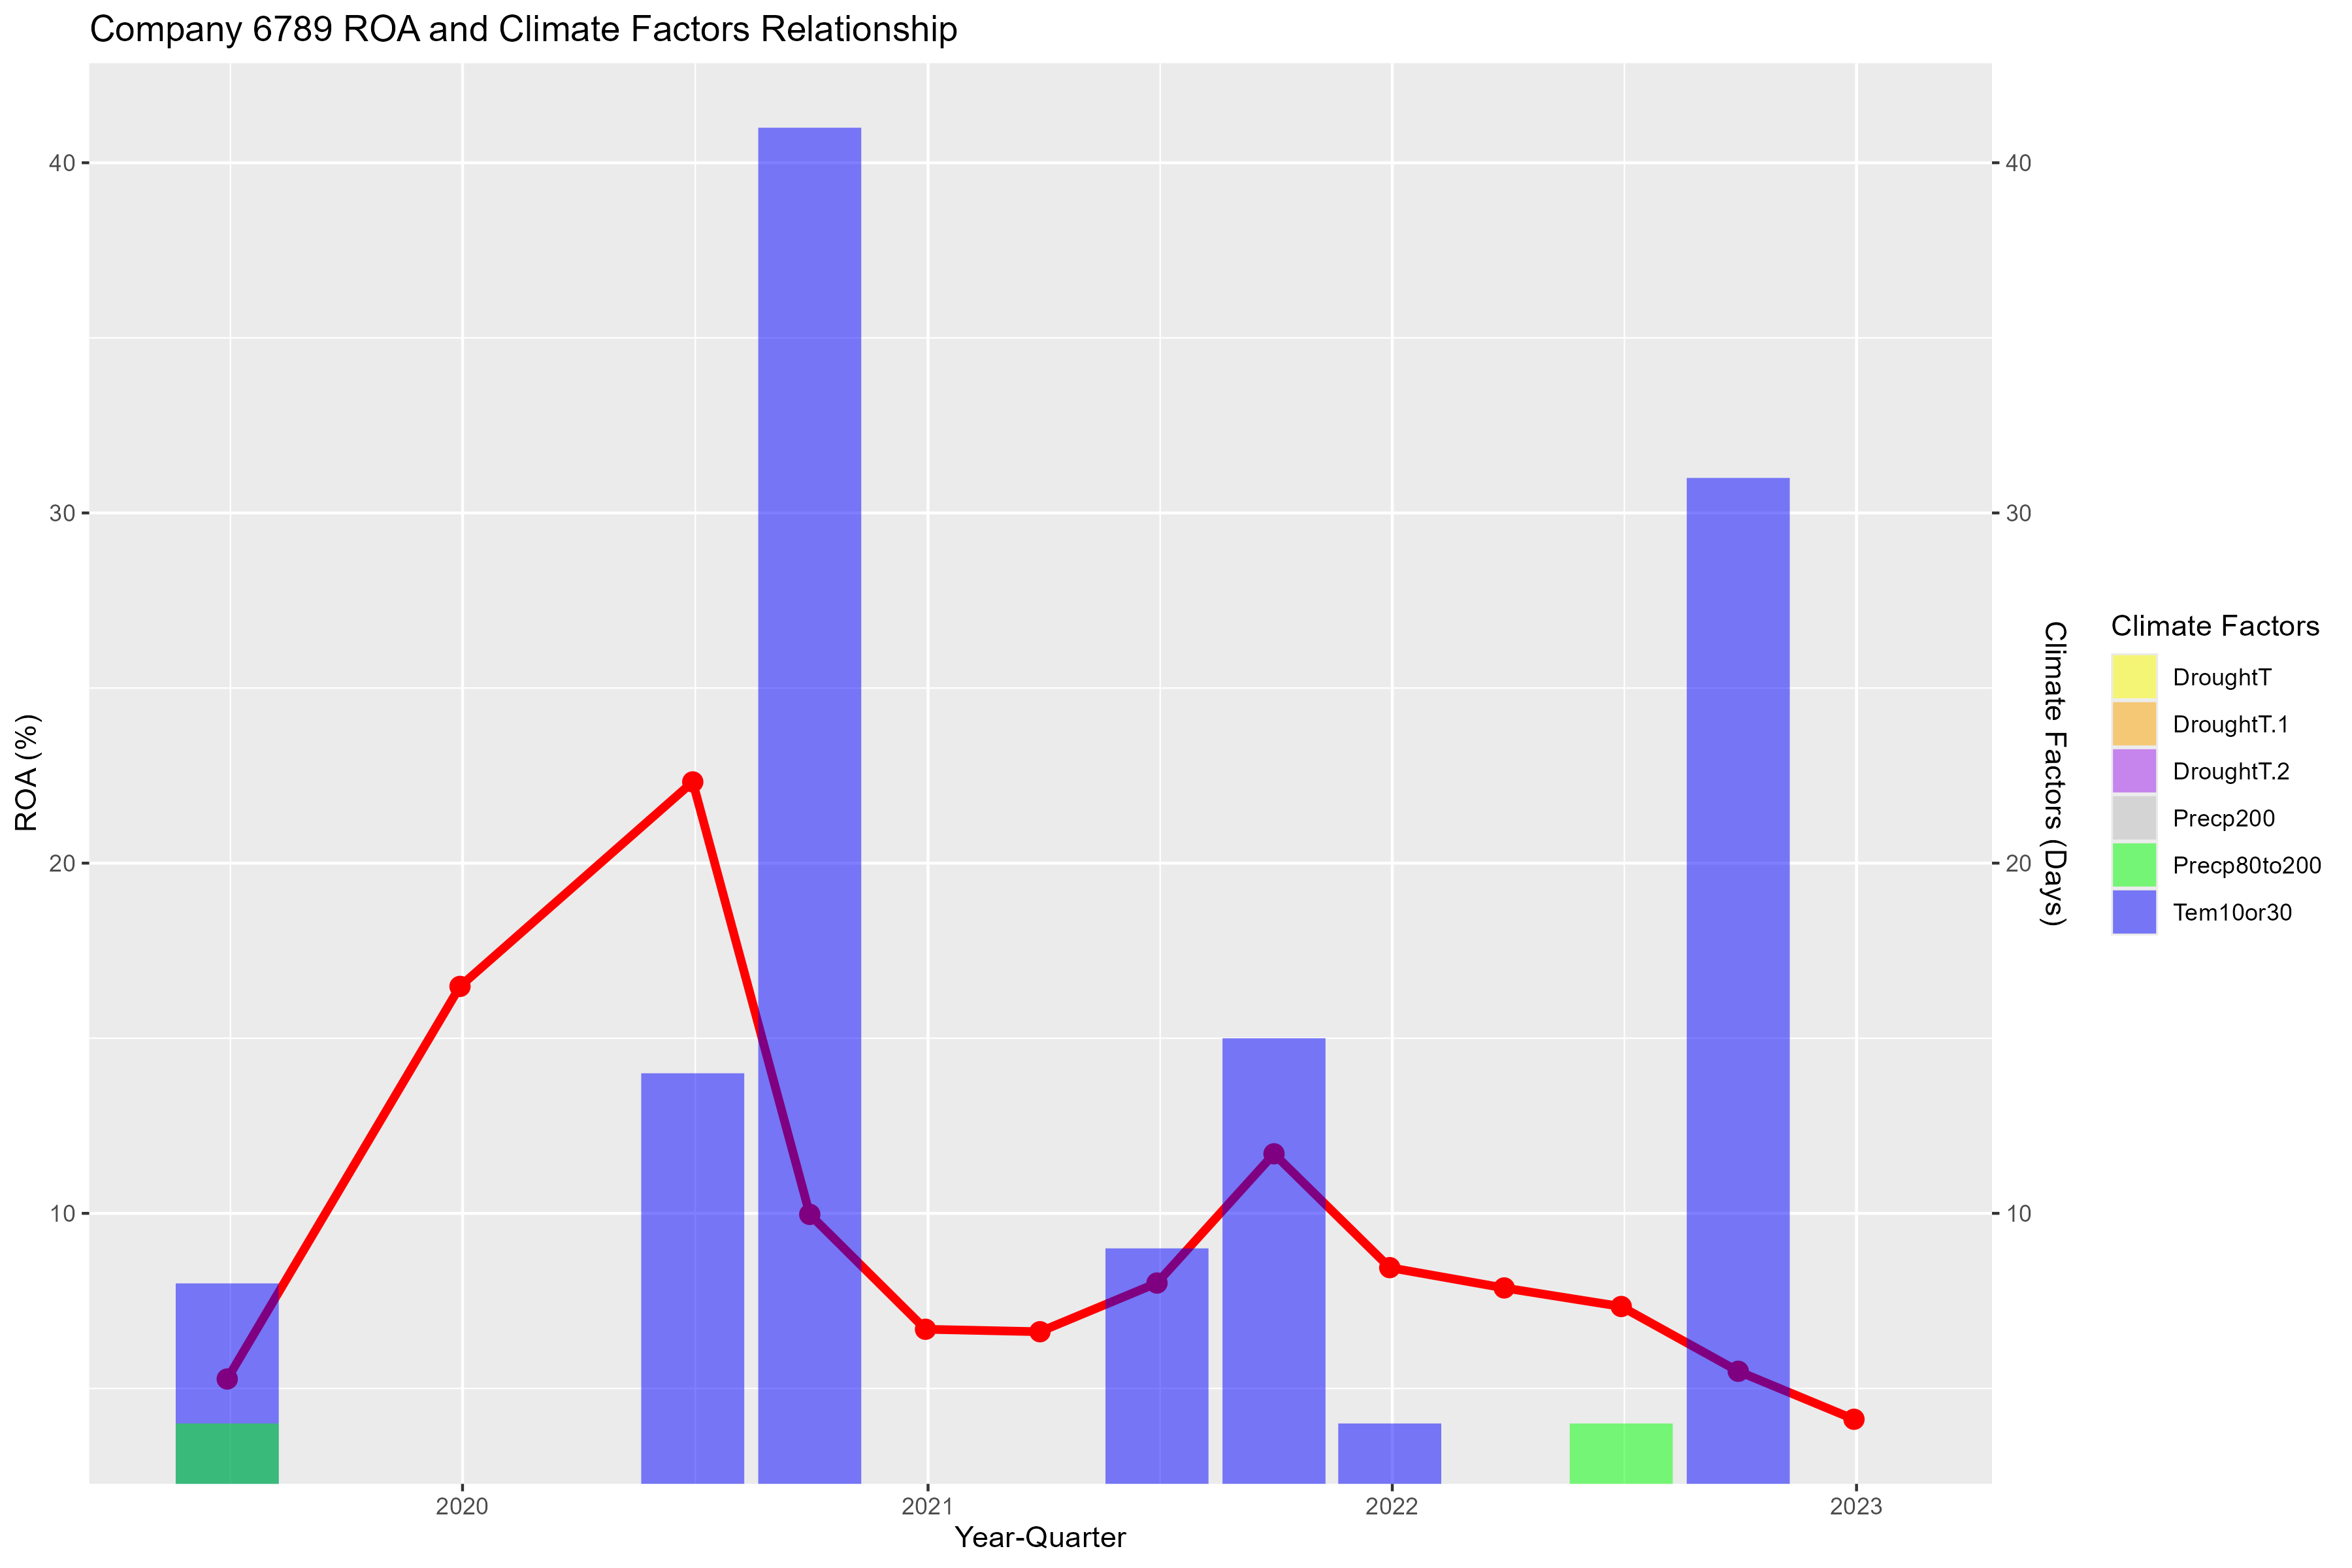 Company 6789 ROA and Climate Factors Relationship
40
30
20
10
ROA (%)
40
30
20
10
Climate Factors (Days)
2020
2021
2022
2023
Year-Quarter
Climate Factors
DroughtT
DroughtT.1
DroughtT.2
Precp200
Precp80to200
Tem10or30